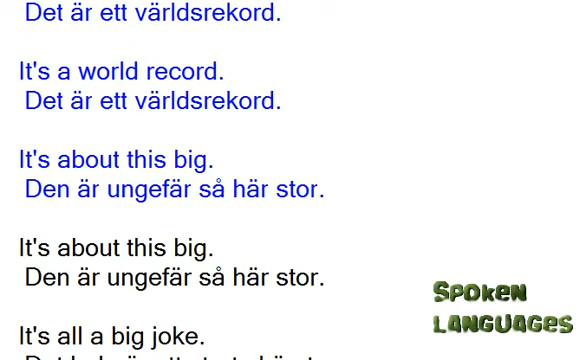 Det är ett världsrekord.
It's a world record.
Det är ett världsrekord.
It's about this big.
Den är ungefär så här stor.
It's about this big.
Den är ungefär så här stor.
It's all a big joke.
Spoken
Languages